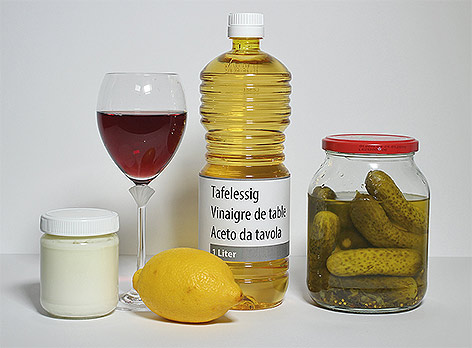 Tafelessig
Vinaigre de table
Aceto da tavola
1 Liter